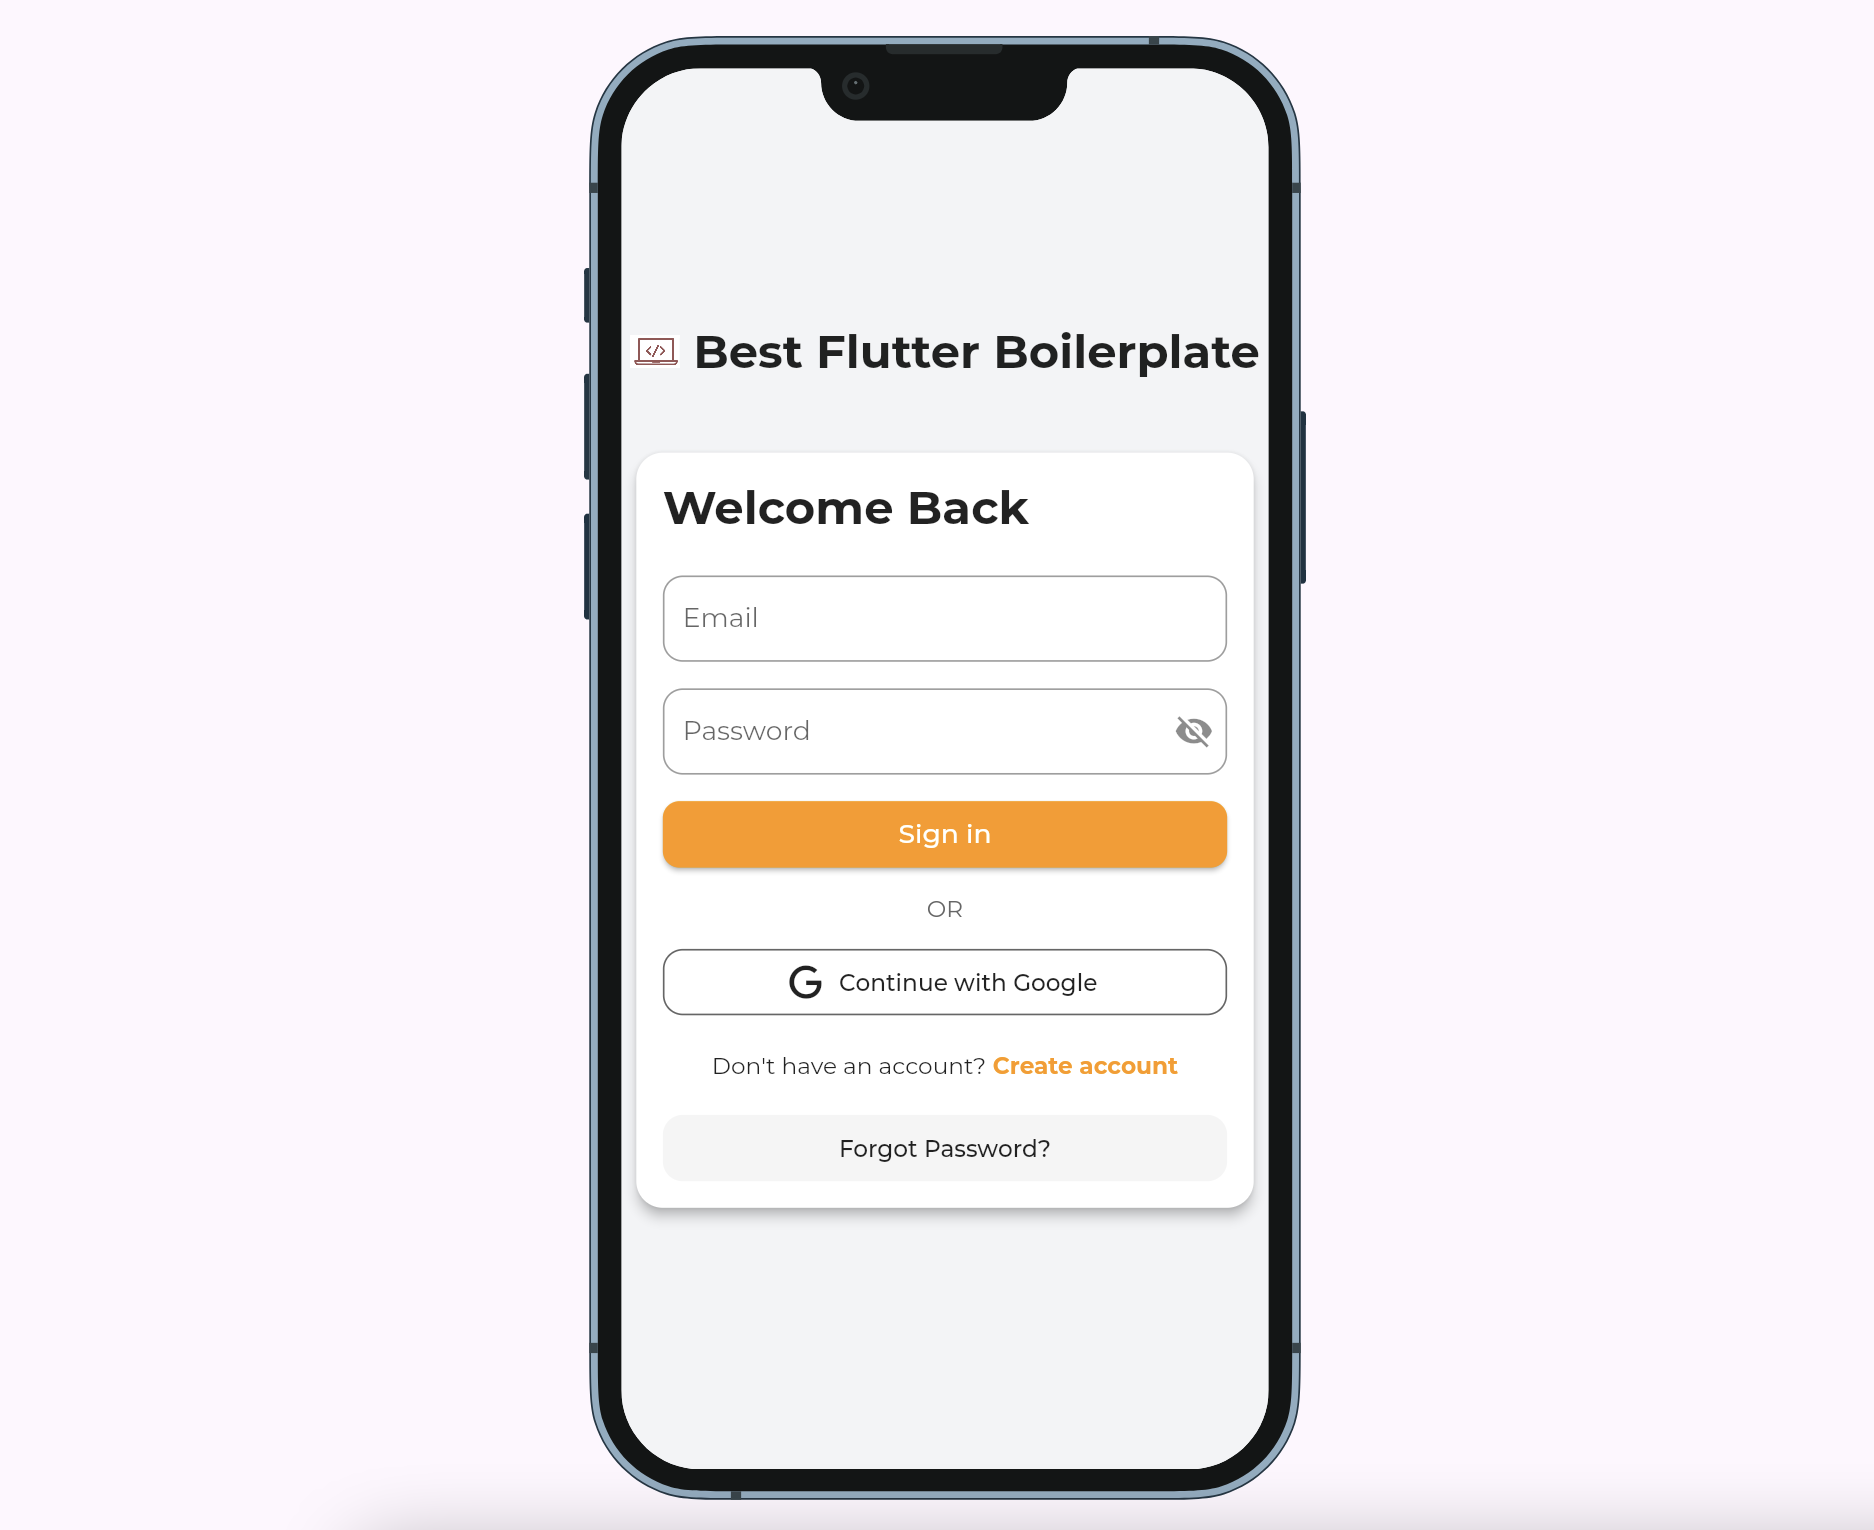 Best Flutter Boilerplate
Welcome Back
Email
Password
Sign in
OR
G Continue with Google
Don't have an account? Create account
Forgot Password?